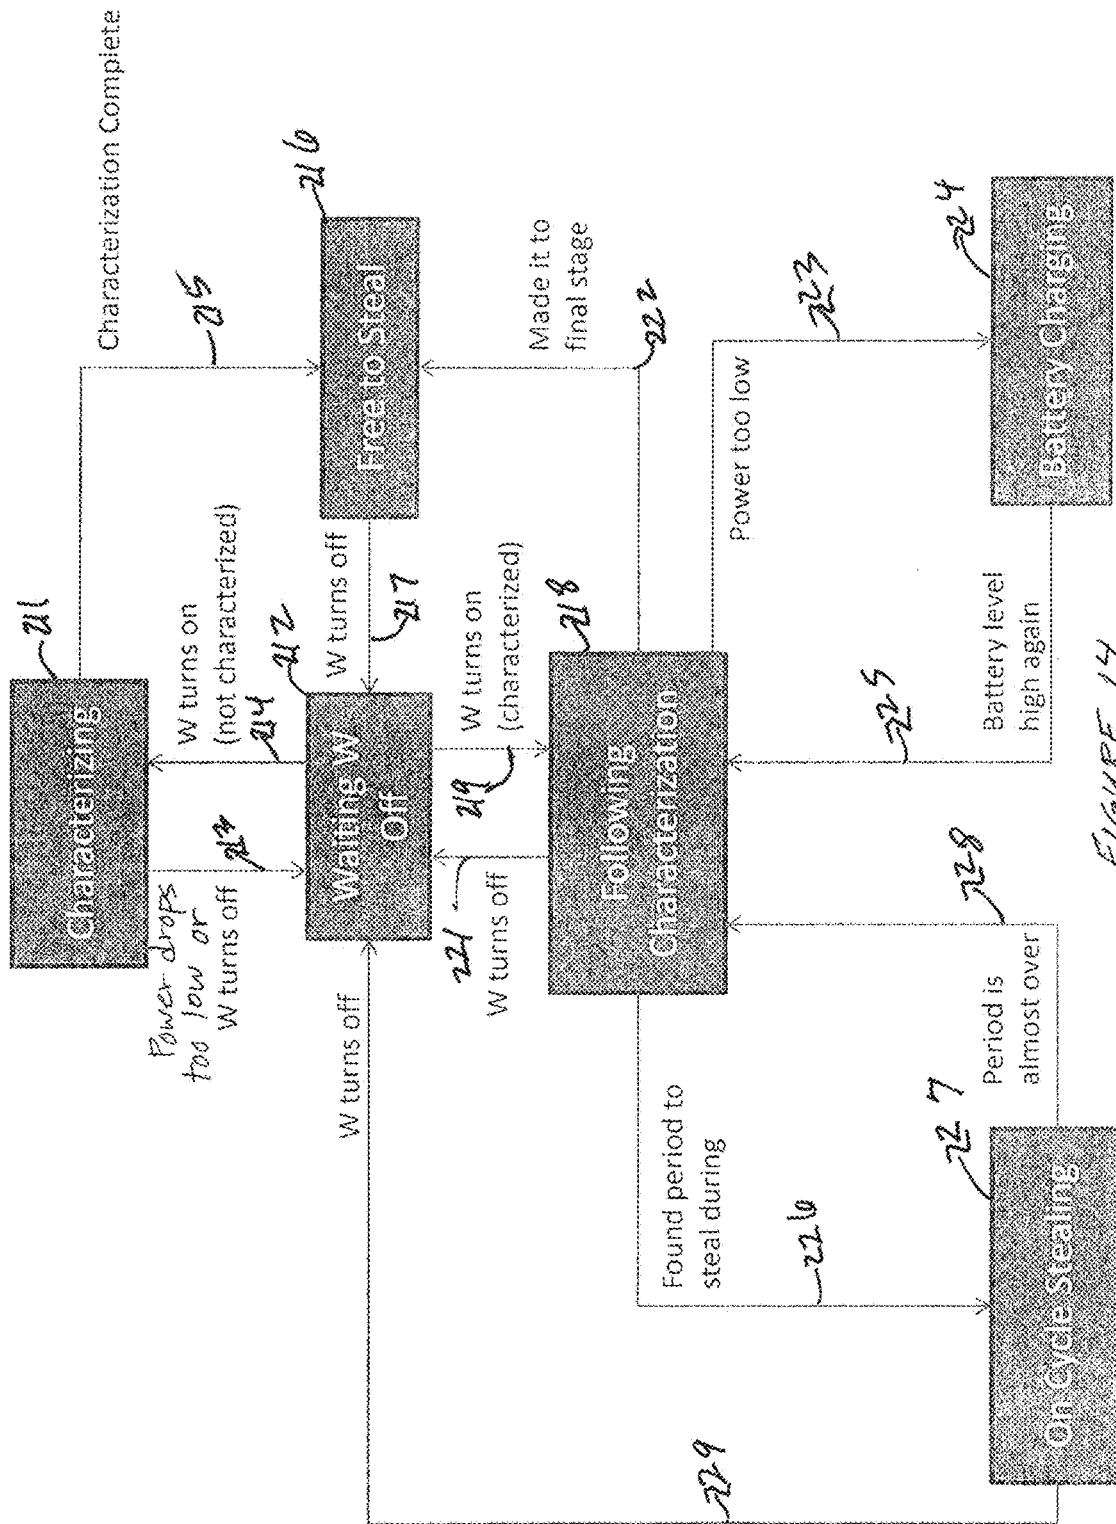 Characterizing
211
Power drops
too low or
W turns off
213
W turns on
(not characterized)
214
Characterization Complete
215
W turns off
Waiting W
Off
212
W turns off
217
Free to Steal
216
221
W turns off
219
W turns on
(characterized)
Made it to
final stage
222
Following
Characterization
218
Found period to
steal during
226
Power too low
223
229
On Cycle Stealing
227
Period is
almost over
228
Battery level
high again
225
Battery Charging
224
FIGURE 14